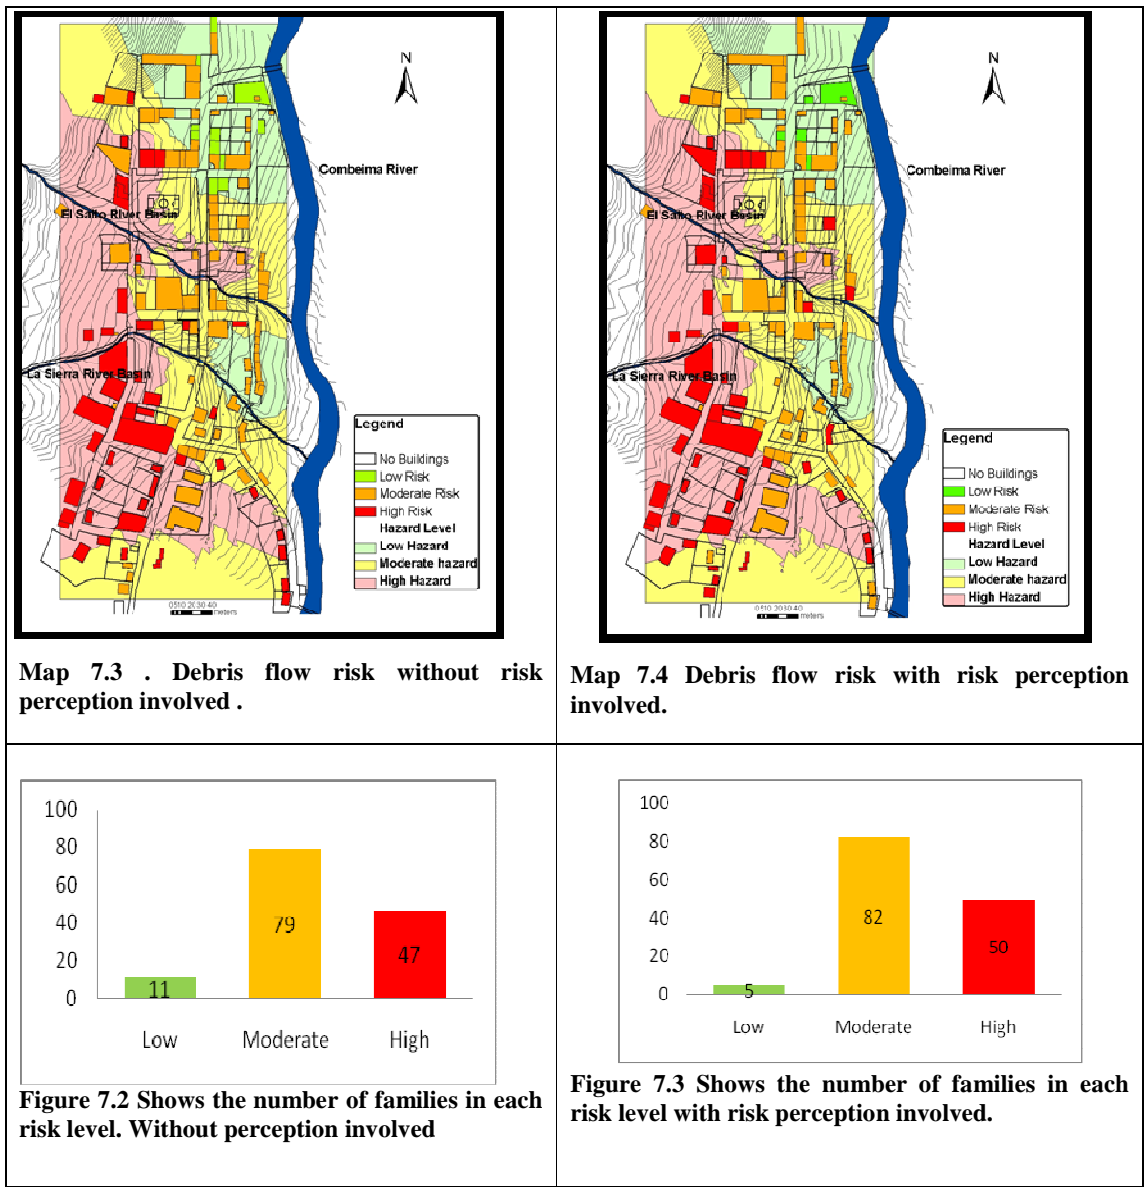 N
Combeima River
El Salto River Basin
La Sierra River Basin
Legend
No Buildings
Low Risk
Moderate Risk
High Risk
Hazard Level
Low Hazard
Moderate hazard
High Hazard
0510 2030 40
meters
Map 7.3 . Debris flow risk without risk
perception involved .
N
Combeima River
El Salto River Basin
La Sierra River Basin
Legend
No Buildings
Low Risk
Moderate Risk
High Risk
Hazard Level
Low Hazard
Moderate hazard
High Hazard
0510 2030 40
meters
Map 7.4 Debris flow risk with risk perception
involved.
100
80
60
40
20
0
11
79
47
Low Moderate High
Figure 7.2 Shows the number of families in each
risk level. Without perception involved
100
80
60
40
20
0
5
82
50
Low Moderate High
Figure 7.3 Shows the number of families in each
risk level with risk perception involved.